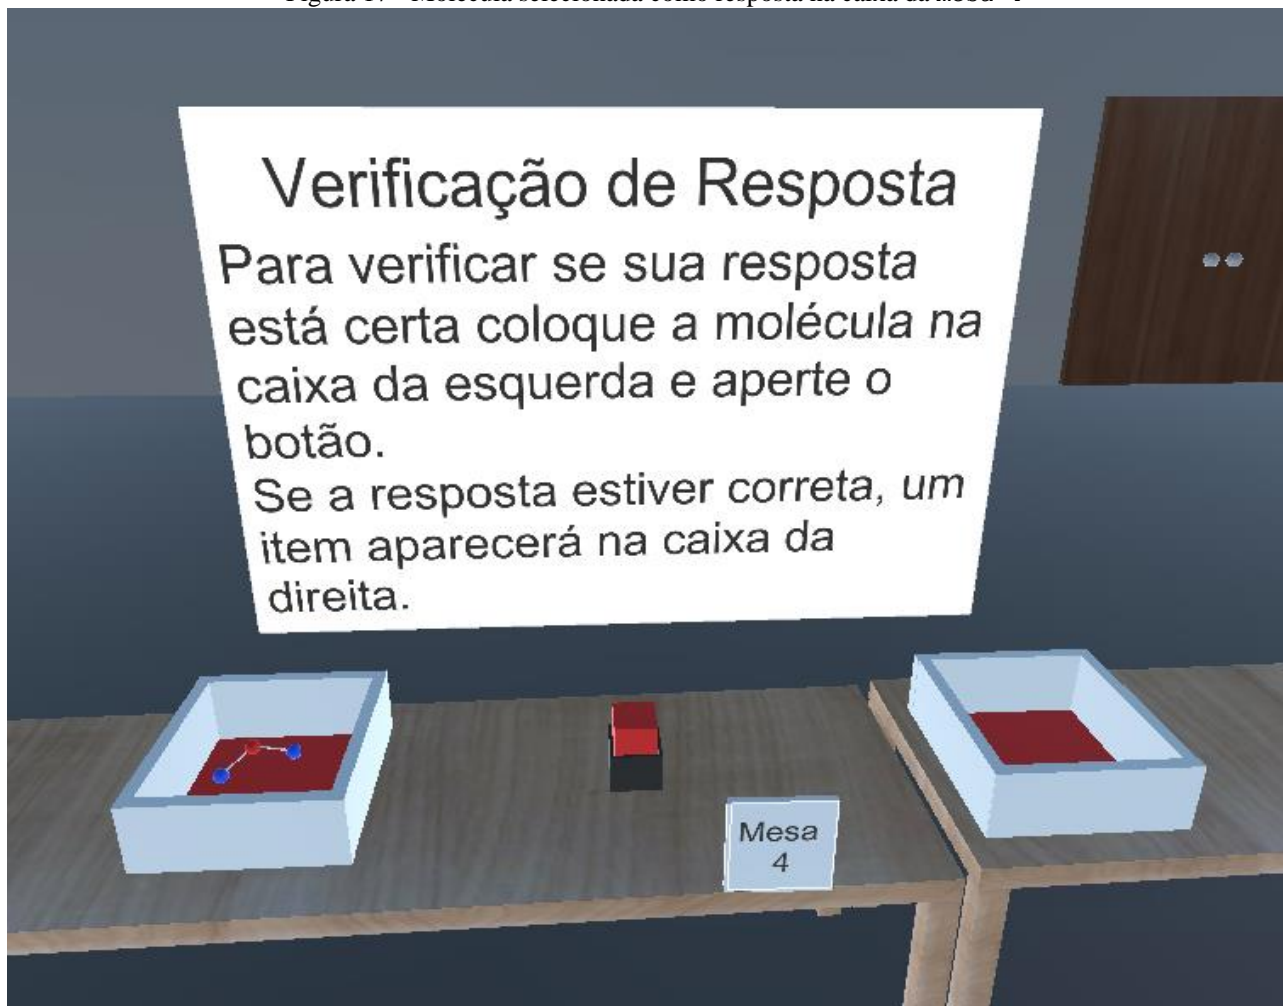 Verificação de Resposta
Para verificar se sua resposta
está certa coloque a molécula na
caixa da esquerda e aperte o
botão.
Se a resposta estiver correta, um
item aparecerá na caixa da
direita.
Mesa
4